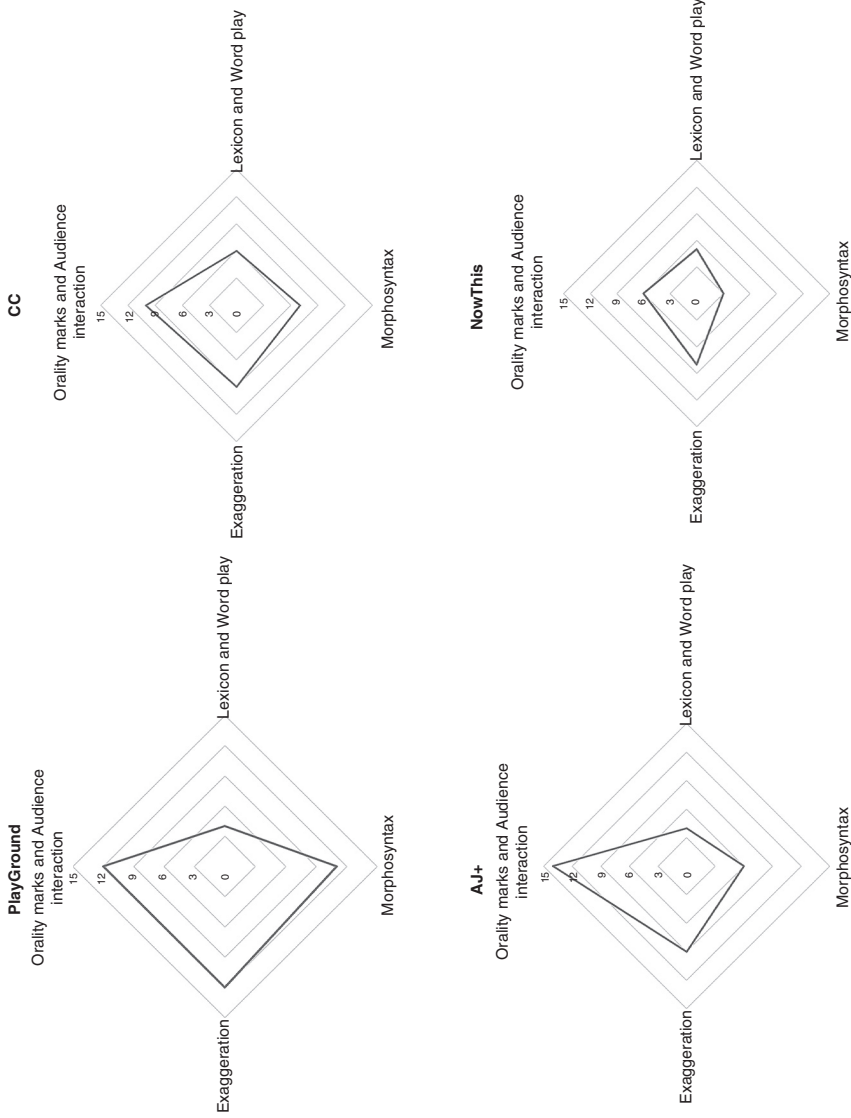 PlayGround
Orality marks and Audience
interaction
15
12
9
6
3
0
Lexicon and Word play
Morphosyntax
Exaggeration
CC
Orality marks and Audience
interaction
15
12
9
6
3
0
Lexicon and Word play
Morphosyntax
Exaggeration
AJ+
Orality marks and Audience
interaction
15
12
9
6
3
0
Lexicon and Word play
Morphosyntax
Exaggeration
NowThis
Orality marks and Audience
interaction
15
12
9
6
3
0
Lexicon and Word play
Morphosyntax
Exaggeration